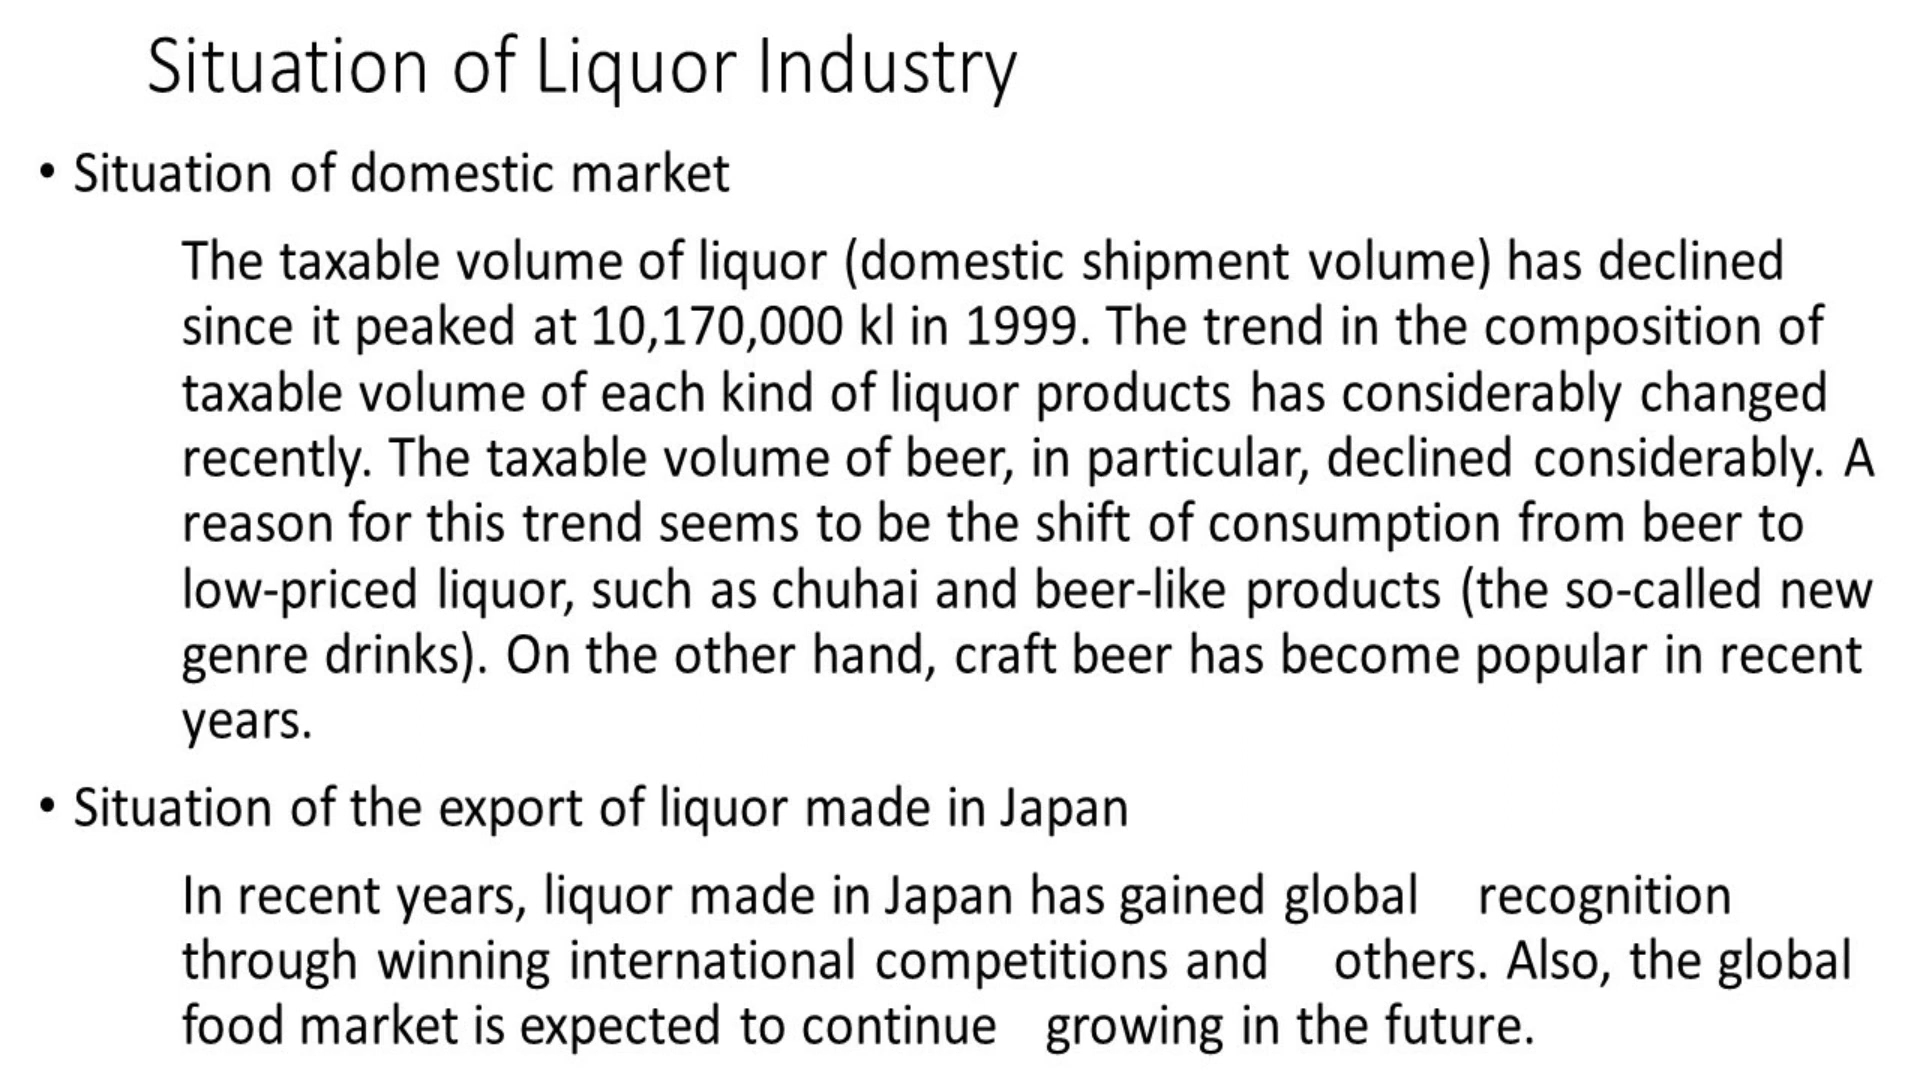 Situation of Liquor Industry
• Situation of domestic market
The taxable volume of liquor (domestic shipment volume) has declined
since it peaked at 10,170,000 kl in 1999. The trend in the composition of
taxable volume of each kind of liquor products has considerably changed
recently. The taxable volume of beer, in particular, declined considerably. A
reason for this trend seems to be the shift of consumption from beer to
low-priced liquor, such as chuhai and beer-like products (the so-called new
genre drinks). On the other hand, craft beer has become popular in recent
years.
• Situation of the export of liquor made in Japan
In recent years, liquor made in Japan has gained global recognition
through winning international competitions and others. Also, the global
food market is expected to continue growing in the future.